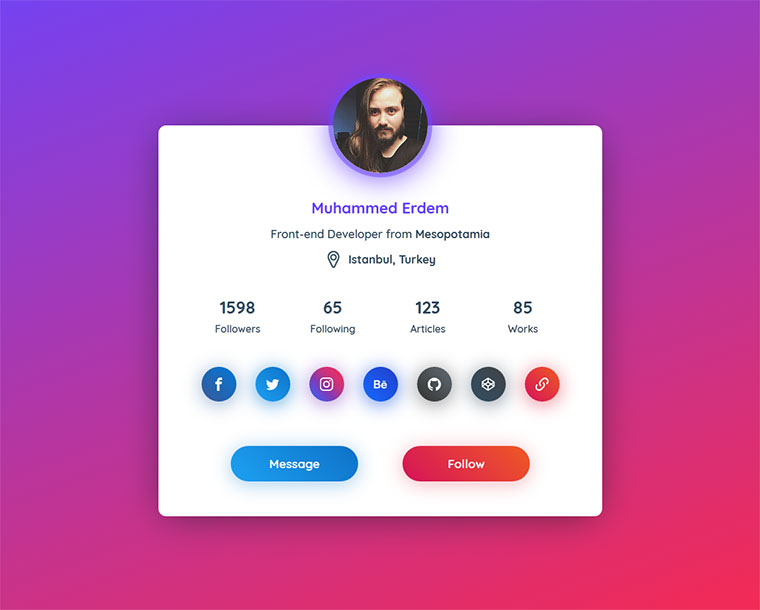 Muhammed Erdem
Front-end Developer from Mesopotamia
Istanbul, Turkey
1598 65 123 85
Followers Following Articles Works
f Bē
Message Follow